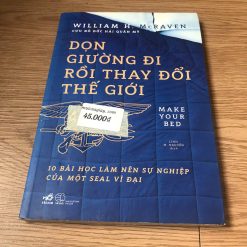 WILLIAM H. McRAVEN
CỰU ĐÔ ĐỐC HẢI QUÂN MỸ
DỌN
GIƯỜNG ĐI
RỒI THAY ĐỔI
THẾ GIỚI
45.000đ
MAKE
YOUR
BED
10 BÀI HỌC LÀM NÊN SỰ NGHIỆP
CỦA MỘT SEAL VĨ ĐẠI